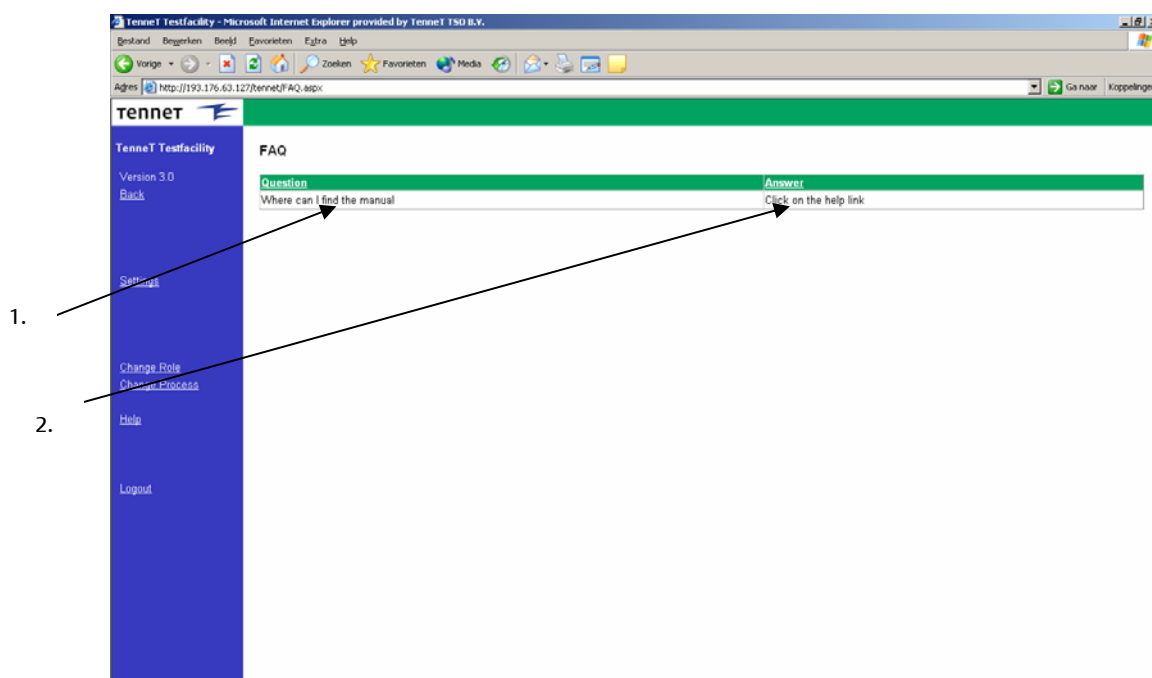 TenneT Testfacility - Microsoft Internet Explorer provided by TenneT TSO B.V.
Bestand Bewerken Beeld Favorieten Extra Help
Vorige Zoeken Favorieten Media
Adres http://193.176.63.127/tennet/FAQ.aspx Ga naar Koppelingen
TenneT
TenneT Testfacility
FAQ
Version 3.0
Back
Question Answer
Where can I find the manual Click on the help link
Settings
1.
Change Role
Change Process
Help
2.
Logout